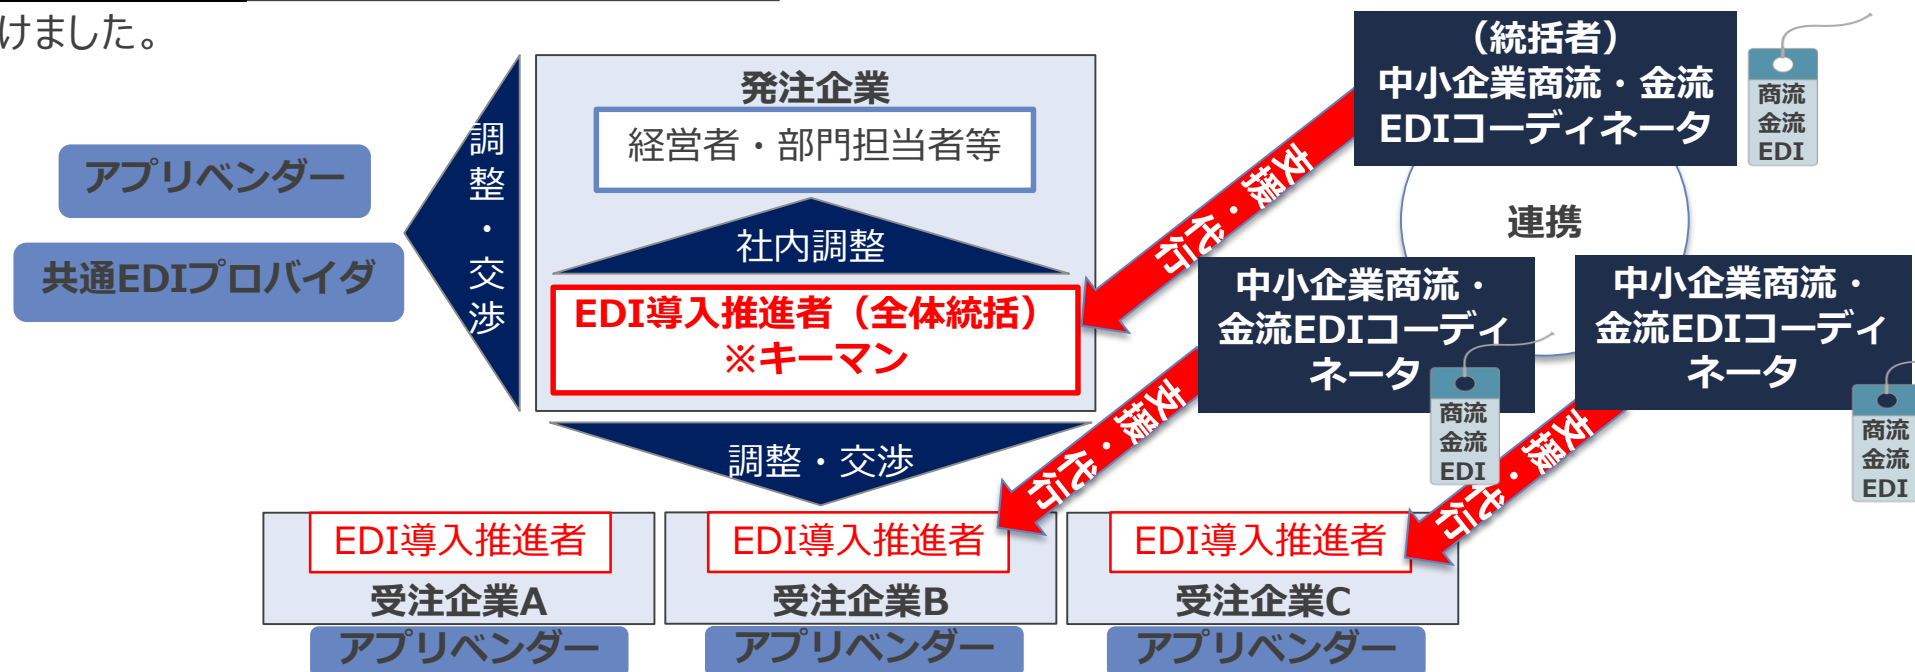 けました。
発注企業
経営者・部門担当者等
社内調整
EDI導入推進者（全体統括）
※キーマン
調整・交渉
アプリベンダー
共通EDIプロバイダ
調整・交渉
EDI導入推進者
受注企業A
アプリベンダー
EDI導入推進者
受注企業B
アプリベンダー
EDI導入推進者
受注企業C
アプリベンダー
（統括者）
中小企業商流・金流
EDIコーディネータ
商流
金流
EDI
連携
中小企業商流・
金流EDIコーディ
ネータ
商流
金流
EDI
中小企業商流・
金流EDIコーディ
ネータ
商流
金流
EDI
支援・代行
支援・代行
支援・代行